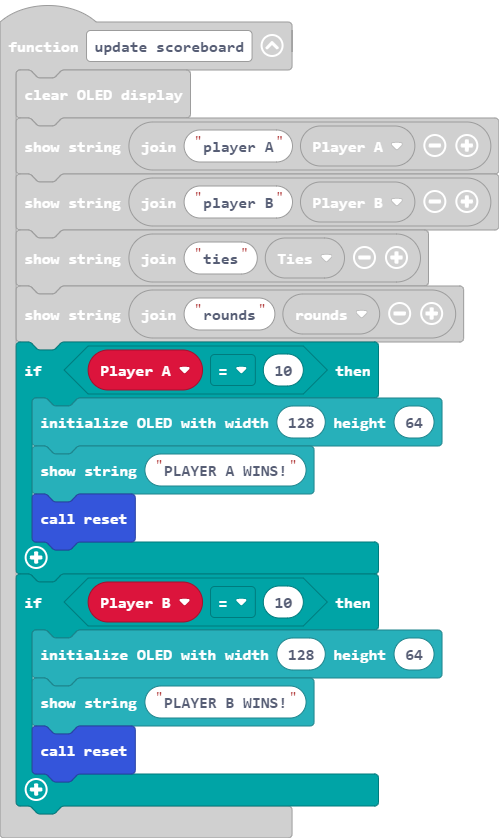 function update scoreboard
clear OLED display
show string join "player A" Player A
show string join "player B" Player B
show string join "ties" Ties
show string join "rounds" rounds
if Player A = 10 then
initialize OLED with width 128 height 64
show string "PLAYER A WINS!"
call reset
if Player B = 10 then
initialize OLED with width 128 height 64
show string "PLAYER B WINS!"
call reset